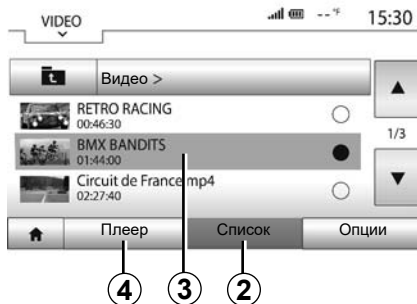 VIDEO --°F 15:30
Видео >
RETRO RACING
00:46:30
BMX BANDITS
01:44:00
1/3
Circuit de France mp4
02:27:40
Плеер Список Опции
4 3 2